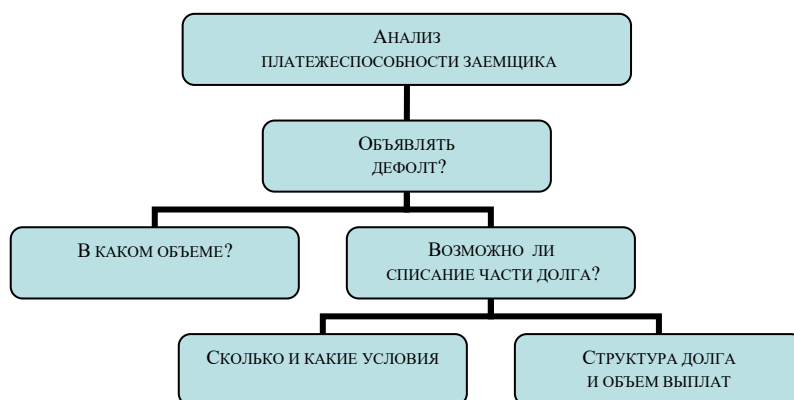 Анализ
платежеспособности заемщика
Объявлять
дефолт?
В каком объеме?
Возможно ли
списание части долга?
Сколько и какие условия
Структура долга
и объем выплат